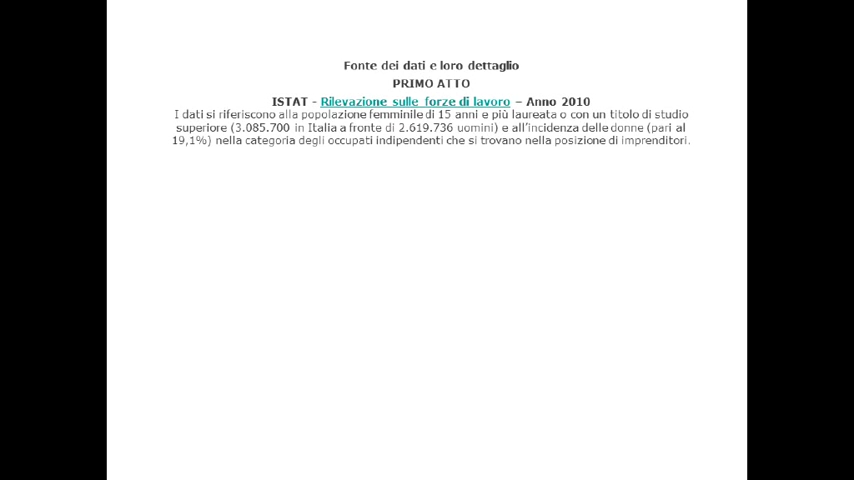 Fonte dei dati e loro dettaglio
PRIMO ATTO
ISTAT - Rilevazione sulle forze di lavoro – Anno 2010
I dati si riferiscono alla popolazione femminile di 15 anni e più laureata o con un titolo di studio
superiore (3.085.700 in Italia a fronte di 2.619.736 uomini) e all'incidenza delle donne (pari al
19,1%) nella categoria degli occupati indipendenti che si trovano nella posizione di imprenditori.